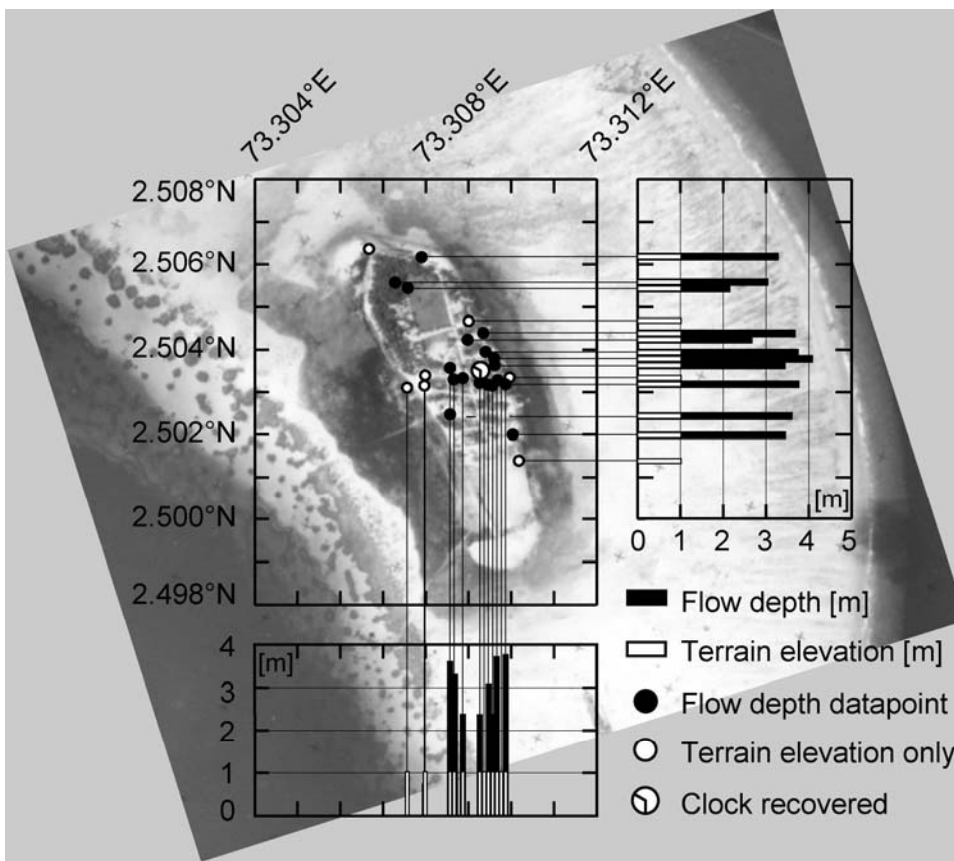 73.304°E
73.308°E
73.312°E
2.508°N
2.506°N
2.504°N
2.502°N
2.500°N
2.498°N
[m]
0 1 2 3 4 5
4
[m]
3
2
1
0
Flow depth [m]
Terrain elevation [m]
Flow depth datapoint
Terrain elevation only
Clock recovered